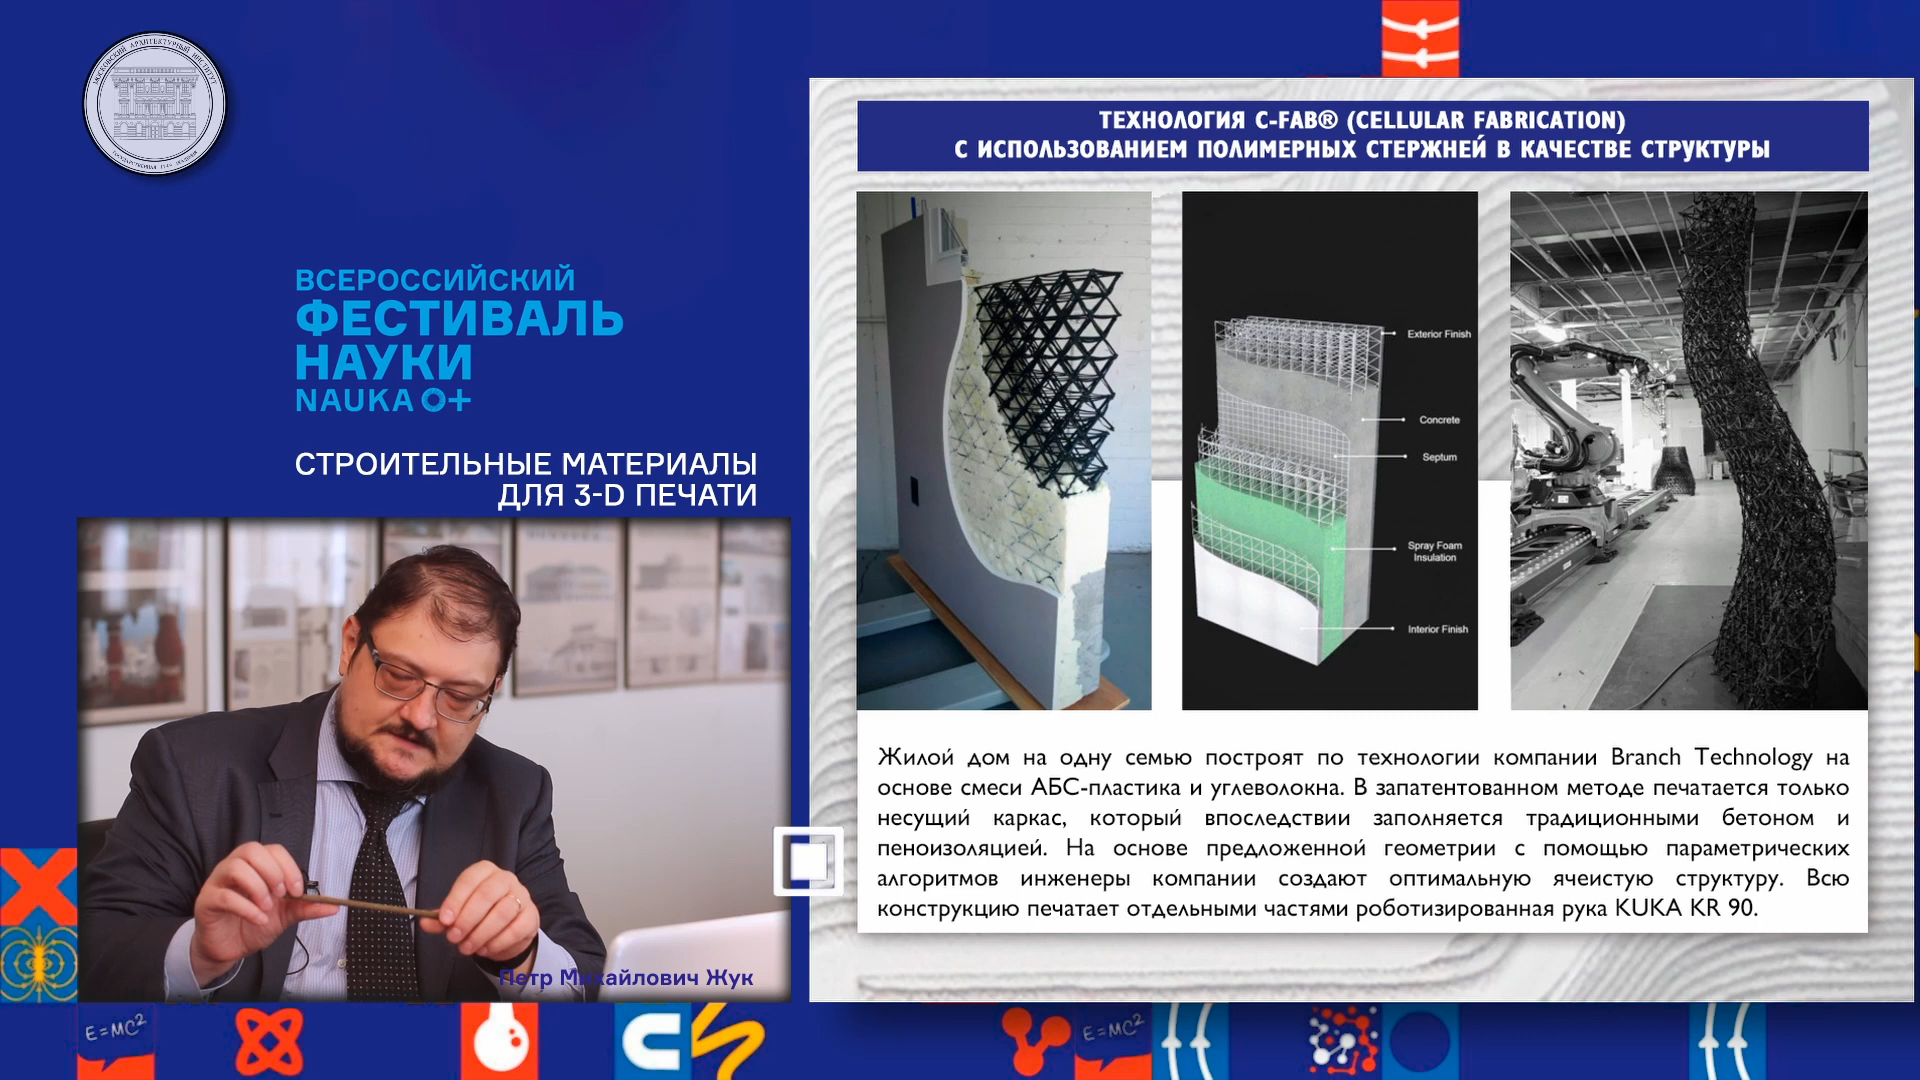 МОСКОВСКИЙ АРХИТЕКТУРНЫЙ ИНСТИТУТ
ВСЕРОССИЙСКИЙ
ФЕСТИВАЛЬ
НАУКИ
NAUKA 0+
СТРОИТЕЛЬНЫЕ МАТЕРИАЛЫ
ДЛЯ 3-D ПЕЧАТИ
Петр Михайлович Жук
ТЕХНОЛОГИЯ C-FAB® (CELLULAR FABRICATION)
С ИСПОЛЬЗОВАНИЕМ ПОЛИМЕРНЫХ СТЕРЖНЕЙ В КАЧЕСТВЕ СТРУКТУРЫ
Exterior Finish
Concrete
Septum
Spray Foam
Insulation
Interior Finish
Жилой дом на одну семью построят по технологии компании Branch Technology на
основе смеси АБС-пластика и углеволокна. В запатентованном методе печатается только
несущий каркас, который впоследствии заполняется традиционными бетоном и
пеноизоляцией. На основе предложенной геометрии с помощью параметрических
алгоритмов инженеры компании создают оптимальную ячеистую структуру. Всю
конструкцию печатает отдельными частями роботизированная рука KUKA KR 90.
E=MC²
E=MC²